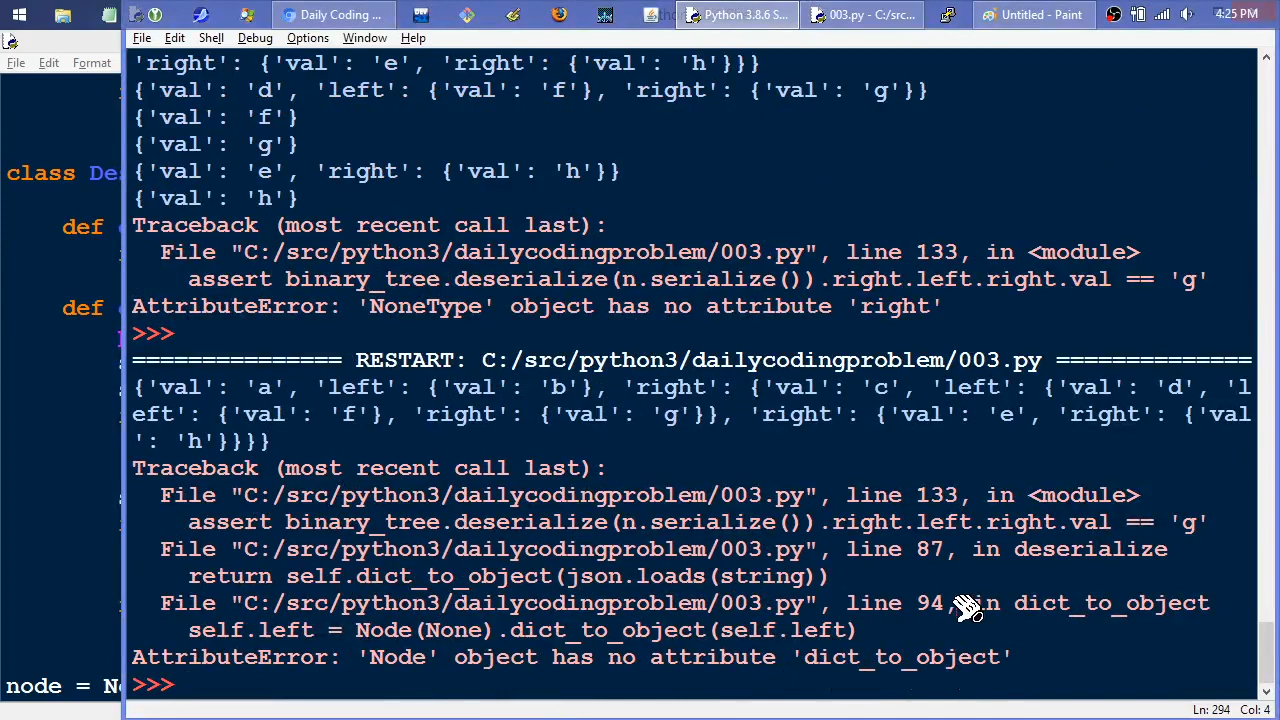 Daily Coding ...
Python 3.8.6 S...
003.py - C:/src/...
Untitled - Paint
4:25 PM
File Edit Shell Debug Options Window Help
File Edit Format
'right': {'val': 'e', 'right': {'val': 'h'}}}
{'val': 'd', 'left': {'val': 'f'}, 'right': {'val': 'g'}}
{'val': 'f'}
{'val': 'g'}
class De
{'val': 'e', 'right': {'val': 'h'}}
{'val': 'h'}
def
Traceback (most recent call last):
File "C:/src/python3/dailycodingproblem/003.py", line 133, in <module>
assert binary_tree.deserialize(n.serialize()).right.left.right.val == 'g'
def
AttributeError: 'NoneType' object has no attribute 'right'
>>>
=============== RESTART: C:/src/python3/dailycodingproblem/003.py ==============
{'val': 'a', 'left': {'val': 'b'}, 'right': {'val': 'c', 'left': {'val': 'd', 'l
eft': {'val': 'f'}, 'right': {'val': 'g'}}, 'right': {'val': 'e', 'right': {'val
': 'h'}}}}
Traceback (most recent call last):
File "C:/src/python3/dailycodingproblem/003.py", line 133, in <module>
assert binary_tree.deserialize(n.serialize()).right.left.right.val == 'g'
File "C:/src/python3/dailycodingproblem/003.py", line 87, in deserialize
return self.dict_to_object(json.loads(string))
File "C:/src/python3/dailycodingproblem/003.py", line 94, in dict_to_object
self.left = Node(None).dict_to_object(self.left)
AttributeError: 'Node' object has no attribute 'dict_to_object'
node = No
>>>
Ln: 294 Col: 4